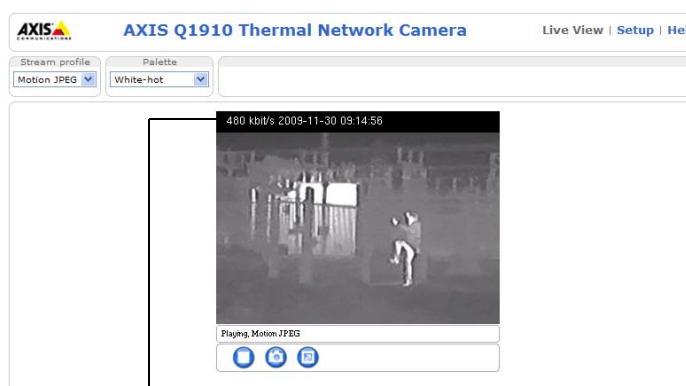 AXIS
COMMUNICATIONS
AXIS Q1910 Thermal Network Camera
Live View | Setup | Hel
Stream profile
Palette
Motion JPEG
White-hot
480 kbit/s 2009-11-30 09:14:56
Playing, Motion JPEG